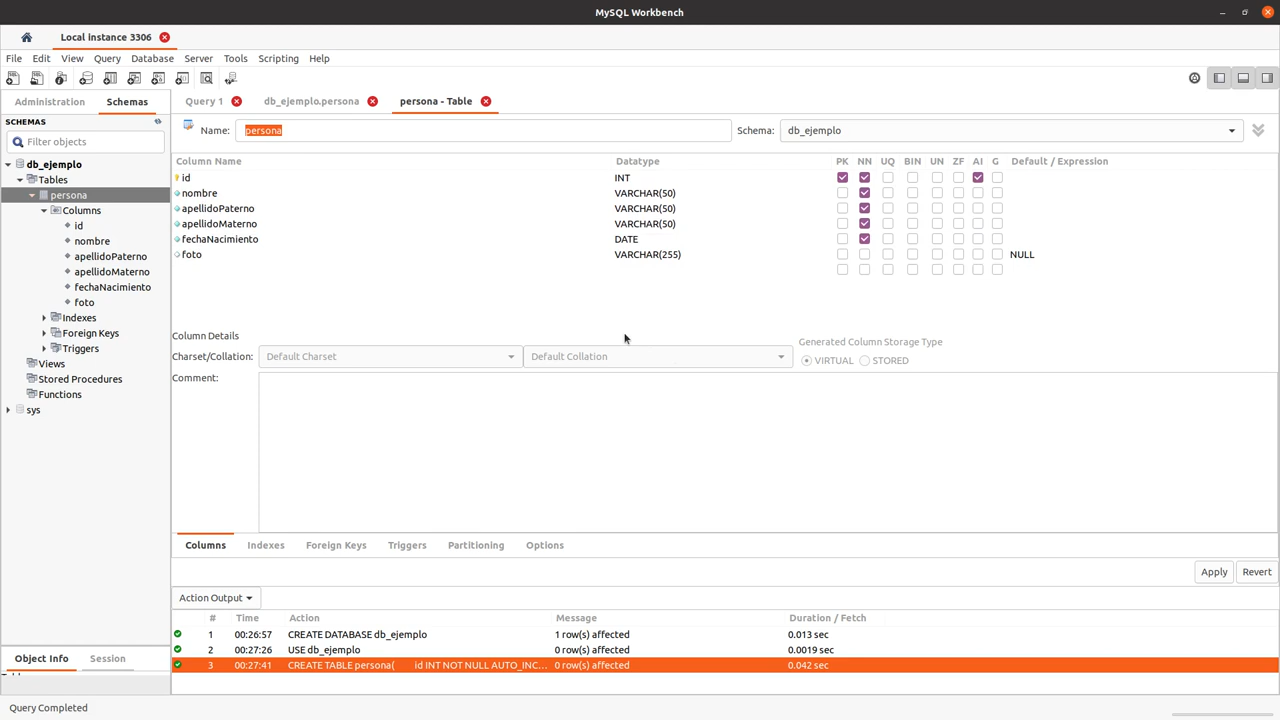 MySQL Workbench
Local instance 3306
File Edit View Query Database Server Tools Scripting Help
Administration Schemas
Query 1 db_ejemplo.persona persona - Table
SCHEMAS
Filter objects
db_ejemplo
Tables
persona
Columns
id
nombre
apellidoPaterno
apellidoMaterno
fechaNacimiento
foto
Indexes
Foreign Keys
Triggers
Views
Stored Procedures
Functions
sys
Object Info Session
Name: persona Schema: db_ejemplo
Column Name Datatype PK NN UQ BIN UN ZF AI G Default / Expression
id INT
nombre VARCHAR(50)
apellidoPaterno VARCHAR(50)
apellidoMaterno VARCHAR(50)
fechaNacimiento DATE
foto VARCHAR(255) NULL
Column Details
Generated Column Storage Type
Charset/Collation: Default Charset Default Collation VIRTUAL STORED
Comment:
Columns Indexes Foreign Keys Triggers Partitioning Options
Apply Revert
Action Output
# Time Action Message Duration / Fetch
1 00:26:57 CREATE DATABASE db_ejemplo 1 row(s) affected 0.013 sec
2 00:27:26 USE db_ejemplo 0 row(s) affected 0.0019 sec
3 00:27:41 CREATE TABLE persona( id INT NOT NULL AUTO_INC... 0 row(s) affected 0.042 sec
Query Completed